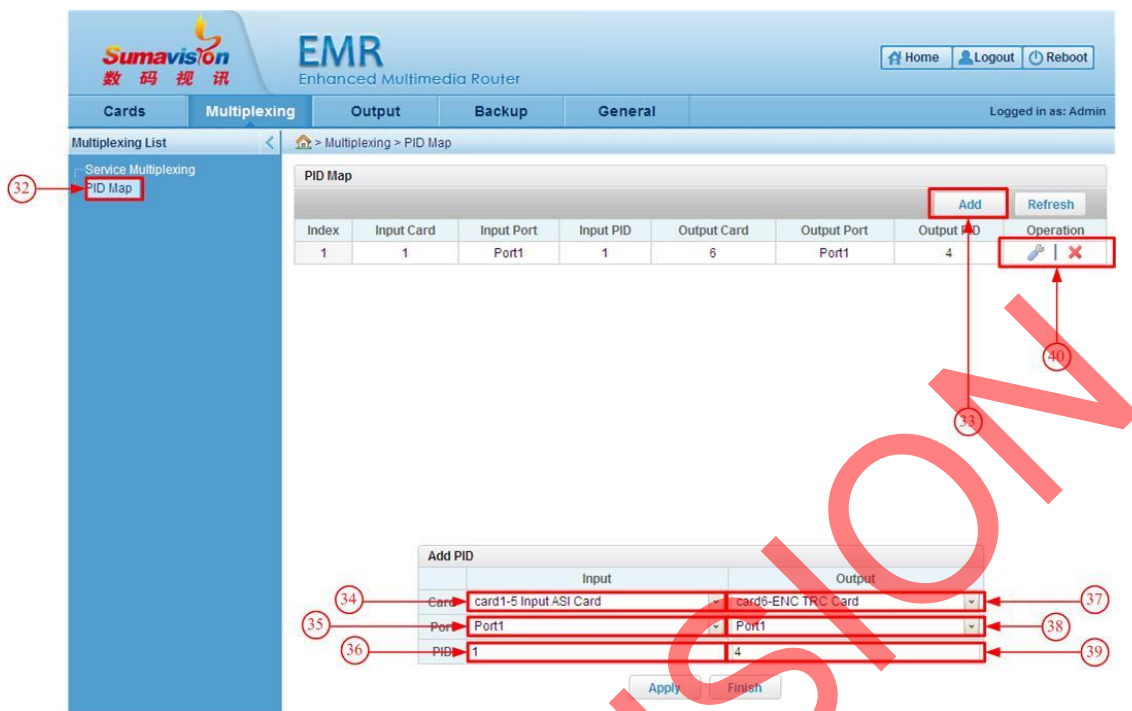 Sumavision
数码视讯
EMR
Enhanced Multimedia Router
Home Logout Reboot
Cards Multiplexing Output Backup General Logged in as: Admin
Multiplexing List < > Multiplexing > PID Map
Service Multiplexing
PID Map
32
PID Map
Add Refresh
Index Input Card Input Port Input PID Output Card Output Port Output PID Operation
1 1 Port1 1 6 Port1 4 |
40
33
Add PID
Input Output
34 Card card1-5 Input ASI Card card6-ENC TRC Card 37
35 Port Port1 Port1 38
36 PID 1 4 39
Apply Finish
SION